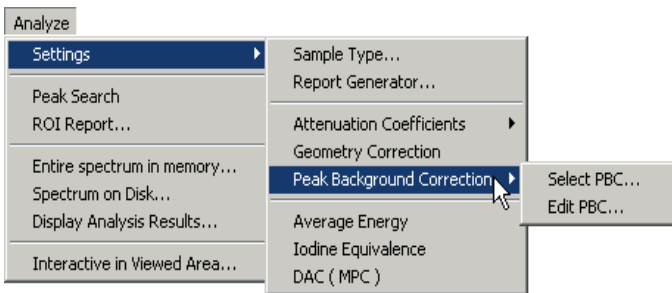 Analyze
Settings
Peak Search
ROI Report...
Entire spectrum in memory...
Spectrum on Disk...
Display Analysis Results...
Interactive in Viewed Area...
Sample Type...
Report Generator...
Attenuation Coefficients
Geometry Correction
Peak Background Correction
Average Energy
Iodine Equivalence
DAC ( MPC )
Select PBC...
Edit PBC...